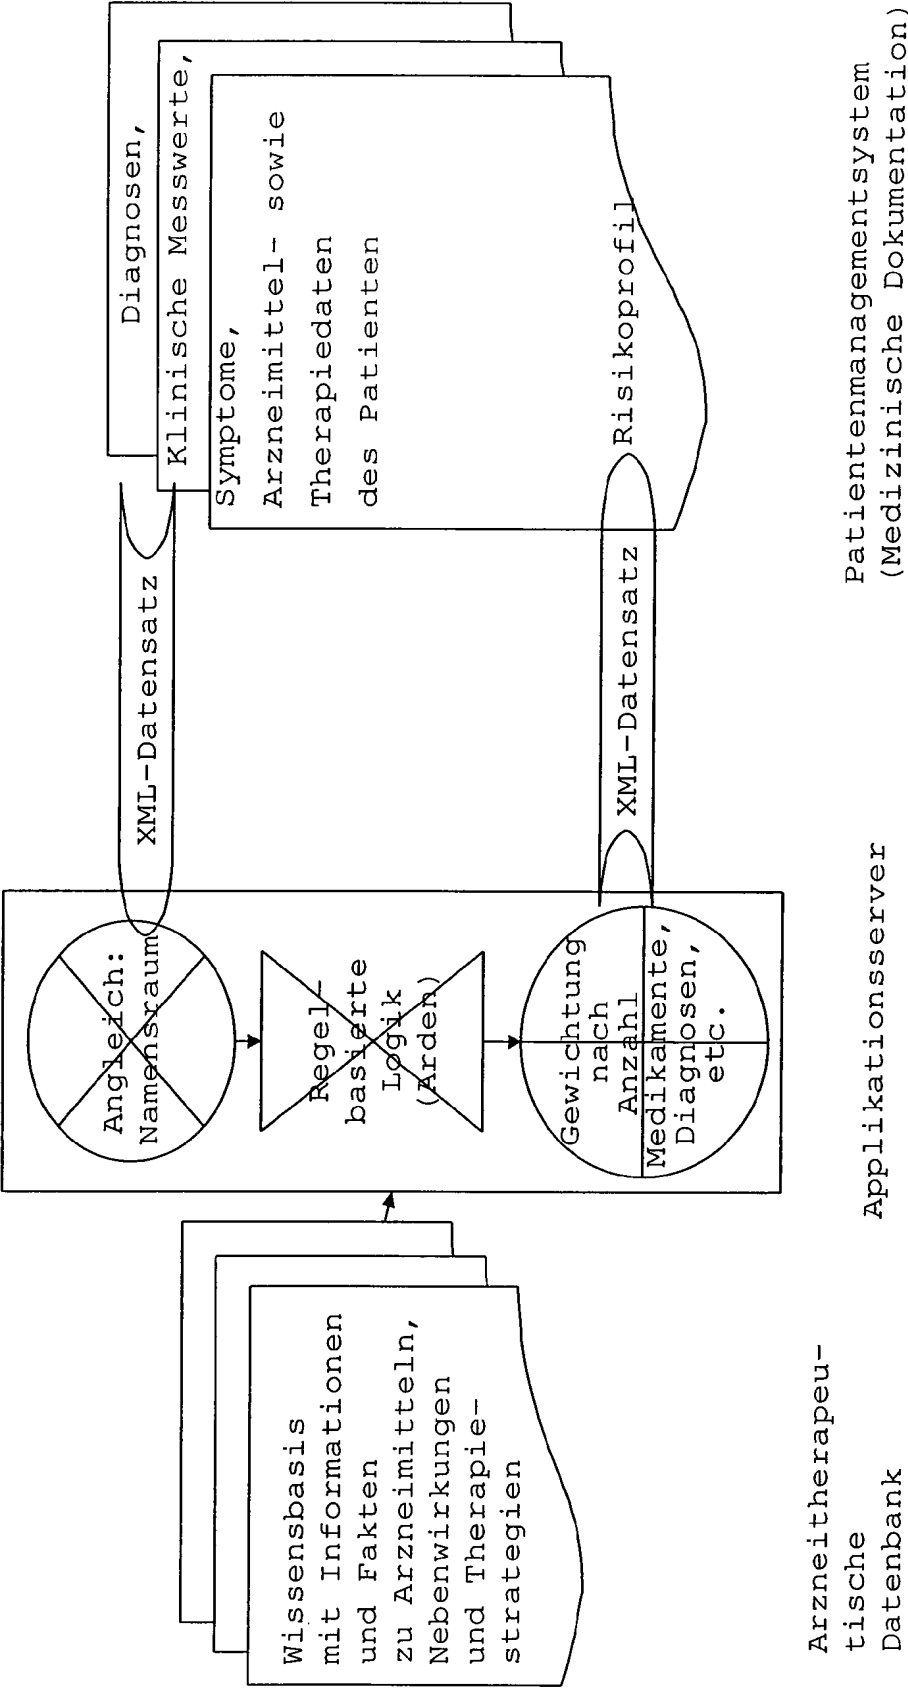 Wissensbasis
mit Informationen
und Fakten
zu Arzneimitteln,
Nebenwirkungen
und Therapie-
strategien
Arzneitherapeu-
tische
Datenbank
Angleich:
Namensraum
Regel-
basierte
Logik
(Arden)
Gewichtung
nach
Anzahl
Medikamente,
Diagnosen,
etc.
Applikationsserver
XML-Datensatz
XML-Datensatz
Diagnosen,
Klinische Messwerte,
Symptome,
Arzneimittel- sowie
Therapiedaten
des Patienten
Risikoprofil
Patientenmanagementsystem
(Medizinische Dokumentation)